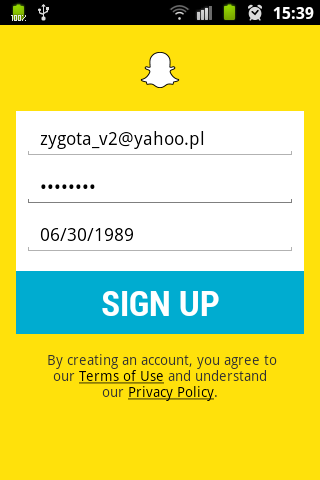 100%
15:39
zygota_v2@yahoo.pl
••••••••
06/30/1989
SIGN UP
By creating an account, you agree to
our Terms of Use and understand
our Privacy Policy.